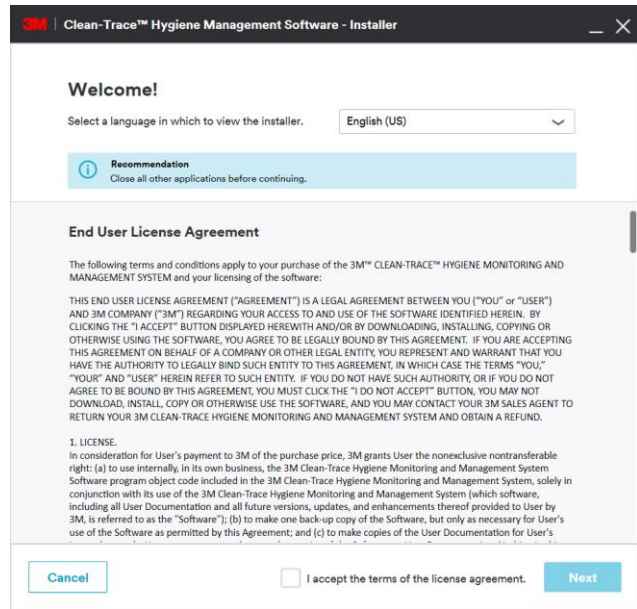 3M | Clean-Trace™ Hygiene Management Software - Installer
Welcome!
Select a language in which to view the installer.
English (US)
Recommendation
Close all other applications before continuing.
End User License Agreement
The following terms and conditions apply to your purchase of the 3M™ CLEAN-TRACE™ HYGIENE MONITORING AND
MANAGEMENT SYSTEM and your licensing of the software:
THIS END USER LICENSE AGREEMENT ("AGREEMENT") IS A LEGAL AGREEMENT BETWEEN YOU ("YOU" or "USER")
AND 3M COMPANY ("3M") REGARDING YOUR ACCESS TO AND USE OF THE SOFTWARE IDENTIFIED HEREIN. BY
CLICKING THE "I ACCEPT" BUTTON DISPLAYED HEREWITH AND/OR BY DOWNLOADING, INSTALLING, COPYING OR
OTHERWISE USING THE SOFTWARE, YOU AGREE TO BE LEGALLY BOUND BY THIS AGREEMENT. IF YOU ARE ACCEPTING
THIS AGREEMENT ON BEHALF OF A COMPANY OR OTHER LEGAL ENTITY, YOU REPRESENT AND WARRANT THAT YOU
HAVE THE AUTHORITY TO LEGALLY BIND SUCH ENTITY TO THIS AGREEMENT, IN WHICH CASE THE TERMS "YOU,"
"YOUR" AND "USER" HEREIN REFER TO SUCH ENTITY. IF YOU DO NOT HAVE SUCH AUTHORITY, OR IF YOU DO NOT
AGREE TO BE BOUND BY THIS AGREEMENT, YOU MUST CLICK THE "I DO NOT ACCEPT" BUTTON, YOU MAY NOT
DOWNLOAD, INSTALL, COPY OR OTHERWISE USE THE SOFTWARE, AND YOU MAY CONTACT YOUR 3M SALES AGENT TO
RETURN YOUR 3M CLEAN-TRACE HYGIENE MONITORING AND MANAGEMENT SYSTEM AND OBTAIN A REFUND.
1. LICENSE.
In consideration for User's payment to 3M of the purchase price, 3M grants User the nonexclusive nontransferable
right: (a) to use internally, in its own business, the 3M Clean-Trace Hygiene Monitoring and Management System
Software program object code included in the 3M Clean-Trace Hygiene Monitoring and Management System, solely in
conjunction with its use of the 3M Clean-Trace Hygiene Monitoring and Management System (which software,
including all User Documentation and all future versions, updates, and enhancements thereof provided to User by
3M, is referred to as the "Software"); (b) to make one back-up copy of the Software, but only as necessary for User's
use of the Software as permitted by this Agreement; and (c) to make copies of the User Documentation for User's
Cancel
I accept the terms of the license agreement.
Next